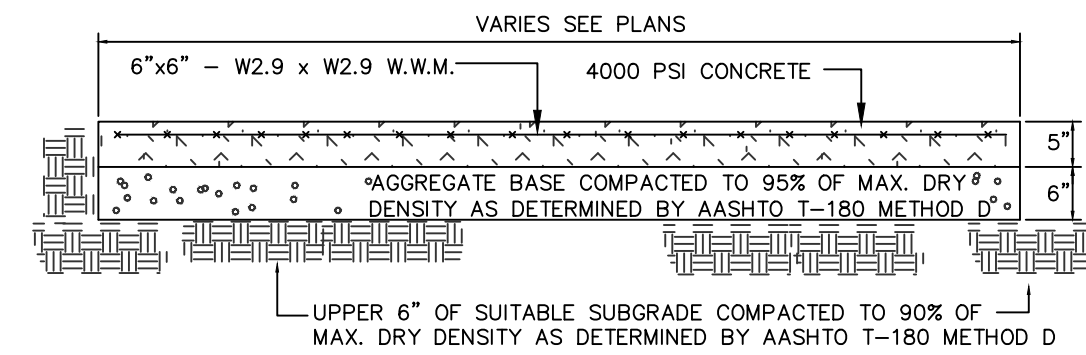 VARIES SEE PLANS
6"x6" - W2.9 x W2.9 W.W.M.
4000 PSI CONCRETE
5"
AGGREGATE BASE COMPACTED TO 95% OF MAX. DRY
DENSITY AS DETERMINED BY AASHTO T-180 METHOD D
6"
UPPER 6" OF SUITABLE SUBGRADE COMPACTED TO 90% OF
MAX. DRY DENSITY AS DETERMINED BY AASHTO T-180 METHOD D